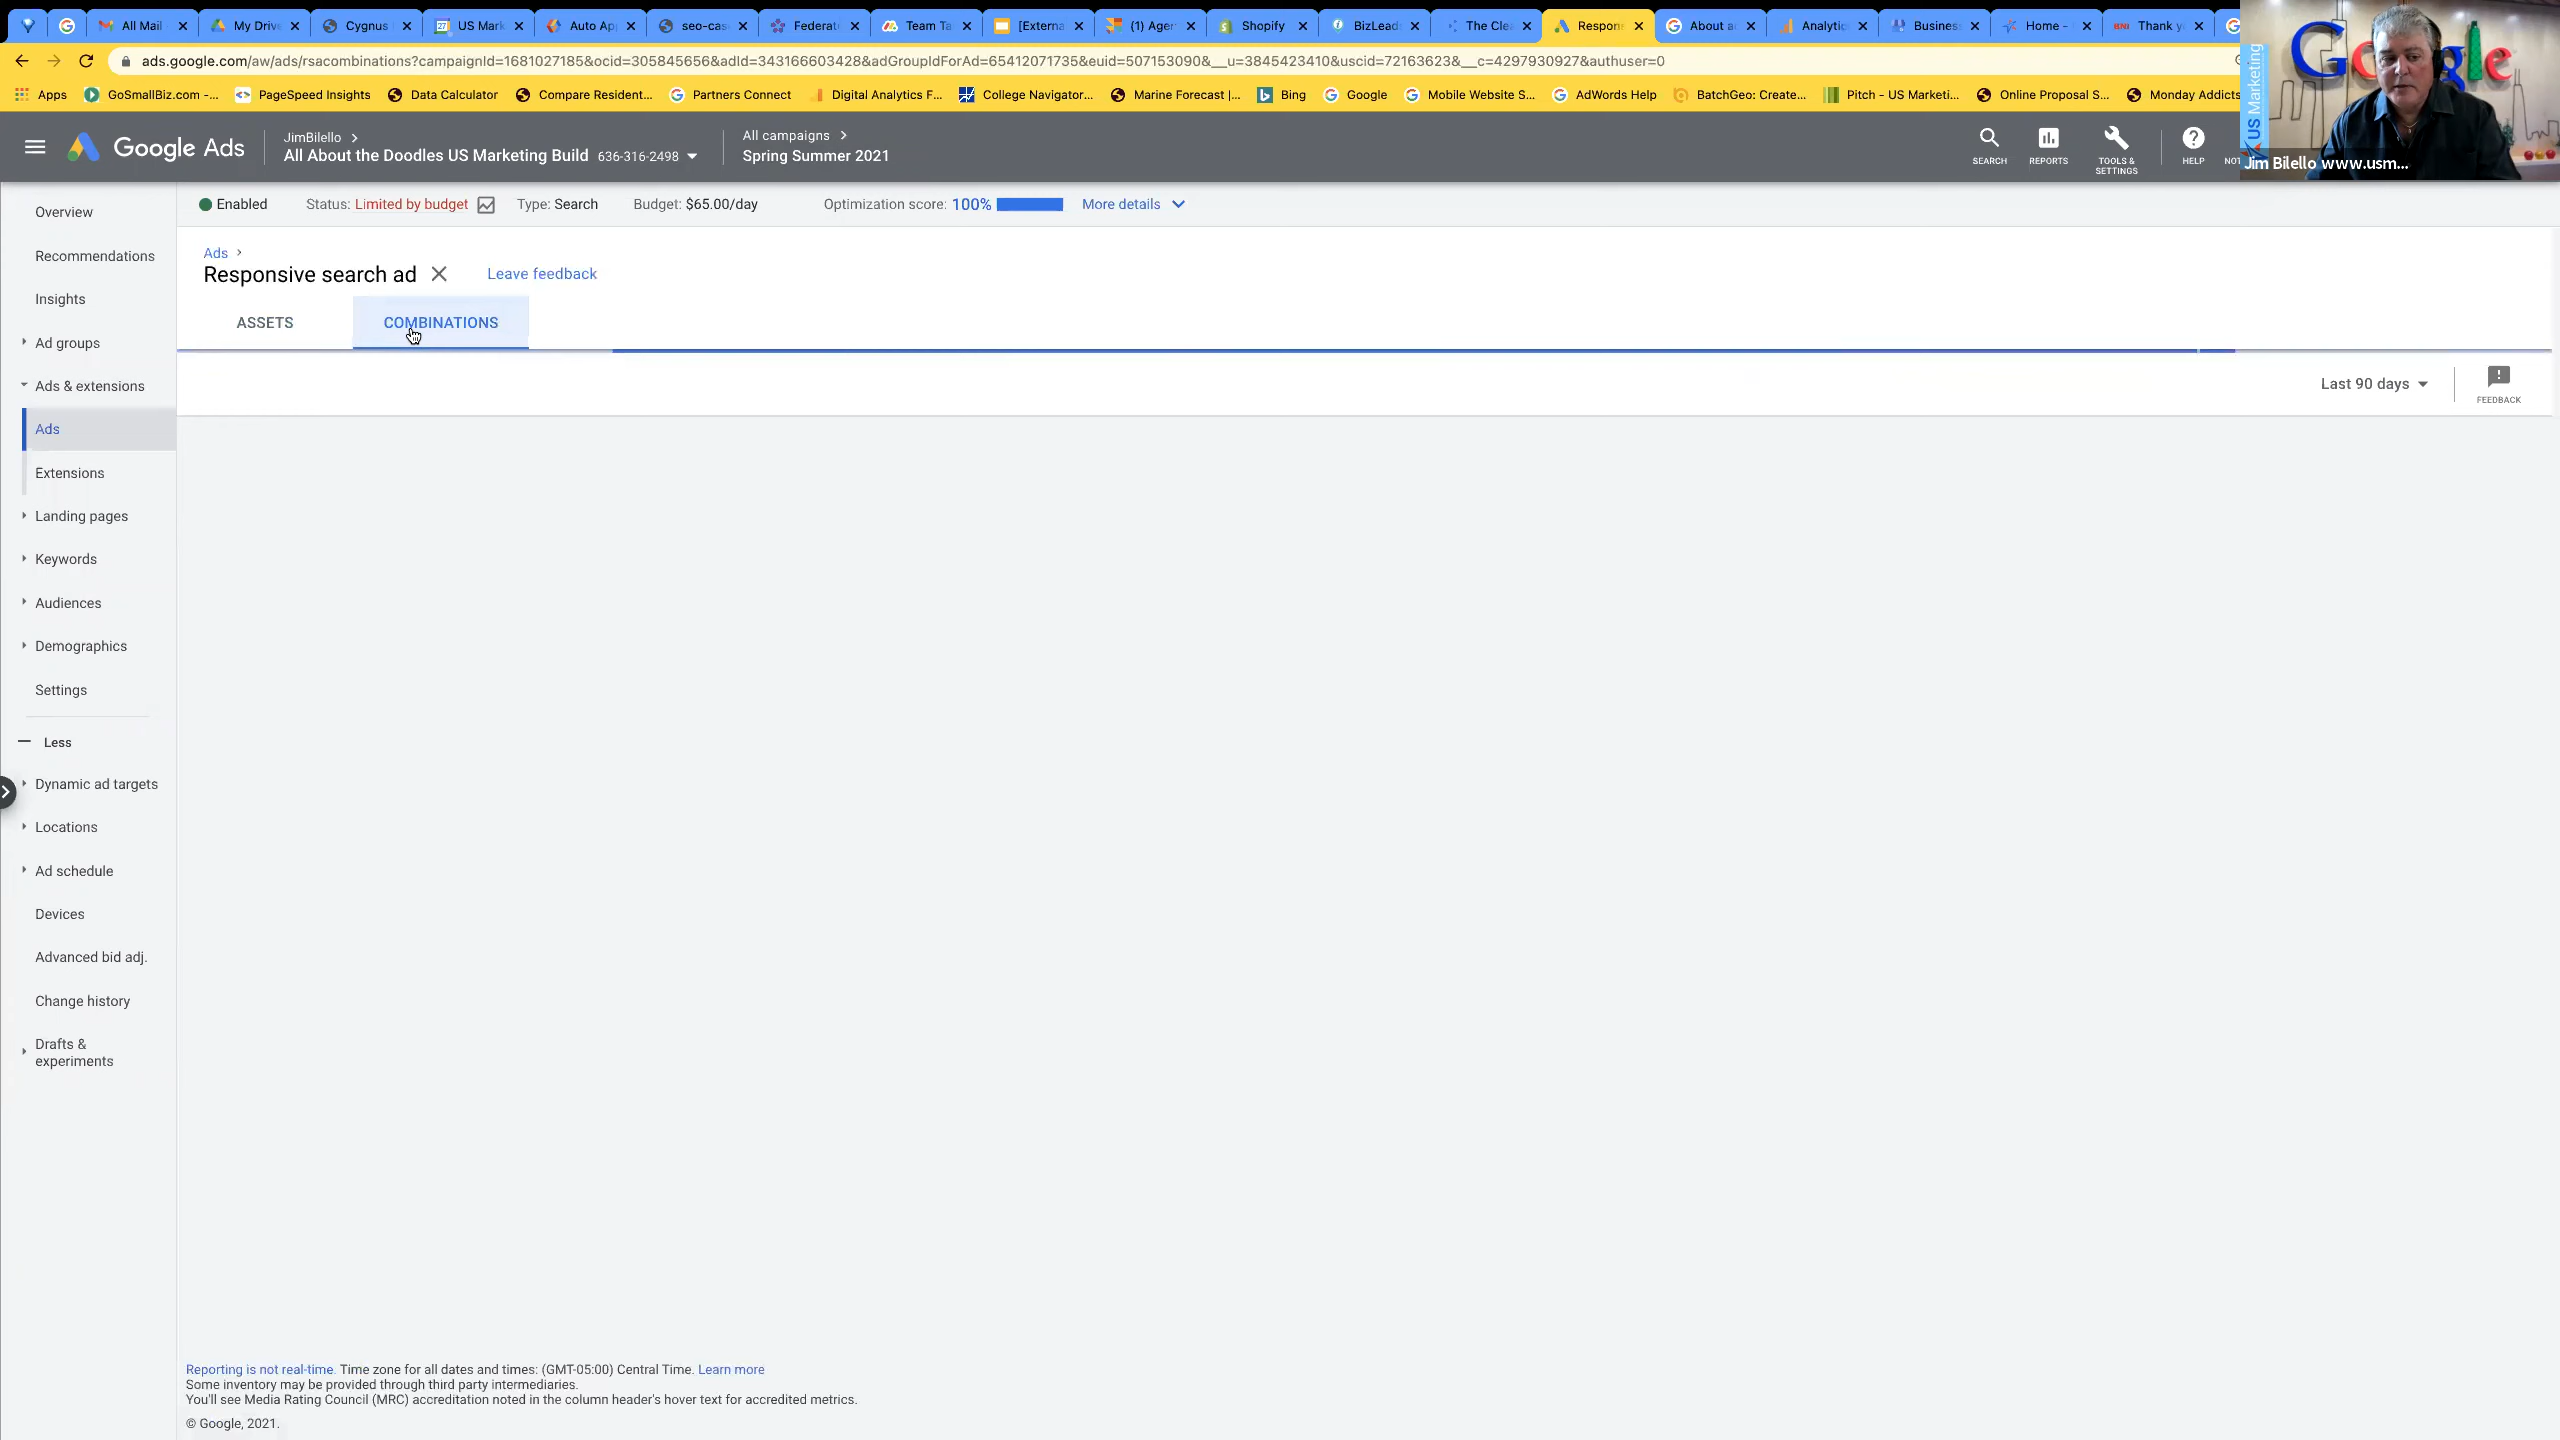 All Mail
My Drive
Cygnus
US Mark
Auto Ap
seo-cas
Federat
Team Ta
[Externa
(1) Agen
Shopify
BizLead
The Clea
Respon
About a
Analytic
Business
Home -
BNI Thank y
ads.google.com/aw/ads/rsacombinations?campaignId=1681027185&ocid=305845656&adId=343166603428&adGroupIdForAd=65412071735&euid=507153090&__u=3845423410&uscid=72163623&__c=4297930927&authuser=0
Apps
GoSmallBiz.com -...
PageSpeed Insights
Data Calculator
Compare Resident...
Partners Connect
Digital Analytics F...
College Navigator...
Marine Forecast |...
Bing
Google
Mobile Website S...
AdWords Help
BatchGeo: Create...
Pitch - US Marketi...
Online Proposal S...
Monday Addicts
Google
US Marketing
Jim Bilello www.usm...
Google Ads
JimBilello
All About the Doodles US Marketing Build 636-316-2498
All campaigns
Spring Summer 2021
SEARCH
REPORTS
TOOLS &
SETTINGS
HELP
NOT
Enabled
Status: Limited by budget
Type: Search
Budget: $65.00/day
Optimization score: 100%
More details
Ads
Responsive search ad
Leave feedback
ASSETS
COMBINATIONS
Last 90 days
FEEDBACK
Overview
Recommendations
Insights
Ad groups
Ads & extensions
Ads
Extensions
Landing pages
Keywords
Audiences
Demographics
Settings
Less
Dynamic ad targets
Locations
Ad schedule
Devices
Advanced bid adj.
Change history
Drafts &
experiments
Reporting is not real-time. Time zone for all dates and times: (GMT-05:00) Central Time. Learn more
Some inventory may be provided through third party intermediaries.
You'll see Media Rating Council (MRC) accreditation noted in the column header's hover text for accredited metrics.
© Google, 2021.